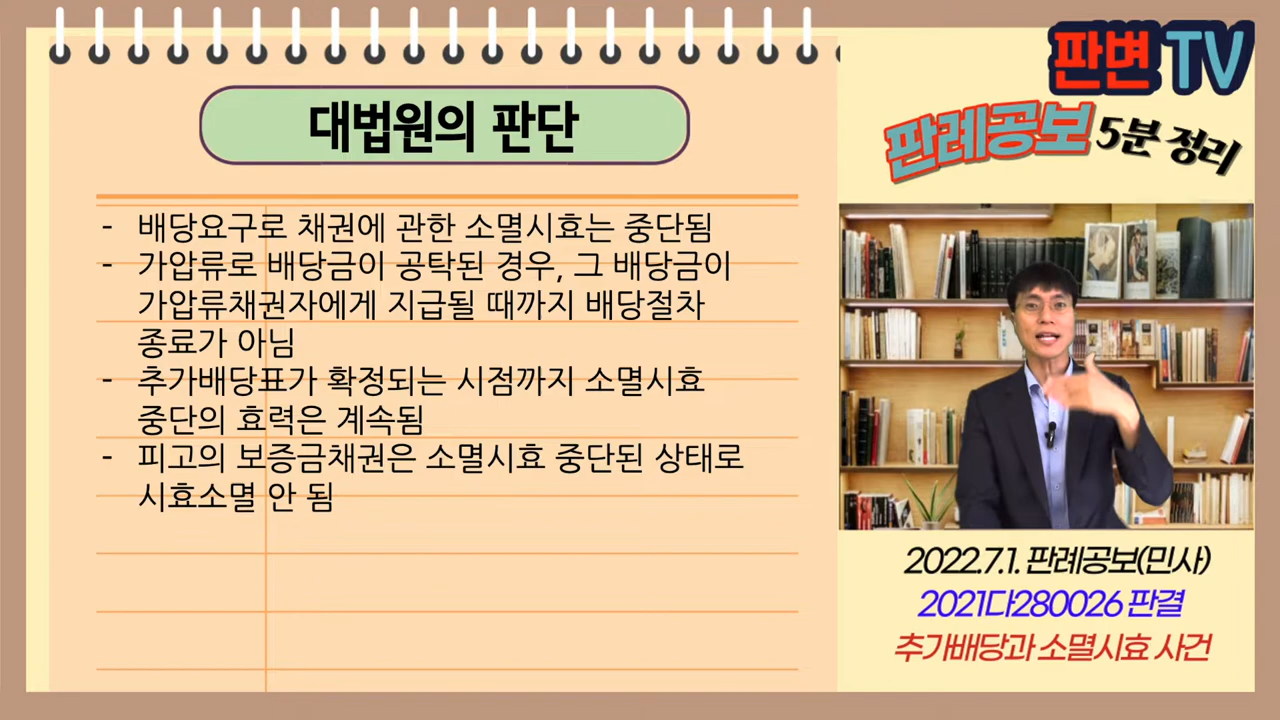 대법원의 판단
- 배당요구로 채권에 관한 소멸시효는 중단됨
- 가압류로 배당금이 공탁된 경우, 그 배당금이
가압류채권자에게 지급될 때까지 배당절차
종료가 아님
- 추가배당표가 확정되는 시점까지 소멸시효
중단의 효력은 계속됨
- 피고의 보증금채권은 소멸시효 중단된 상태로
시효소멸 안 됨
판변 TV
판례공보 5분 정리
2022.7.1. 판례공보(민사)
2021다280026 판결
추가배당과 소멸시효 사건